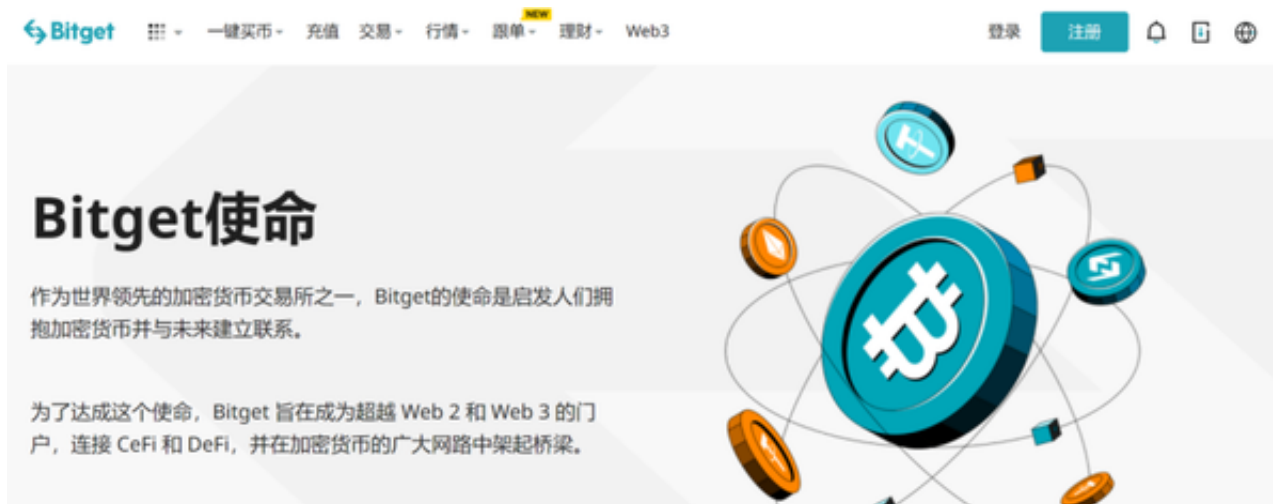 Bitget 一键买币 充值 交易 行情 跟单 NEW 理财 Web3 登录 注册
Bitget使命
作为世界领先的加密货币交易所之一，Bitget的使命是启发人们拥
抱加密货币并与未来建立联系。
为了达成这个使命，Bitget 旨在成为超越 Web 2 和 Web 3 的门
户，连接 CeFi 和 DeFi，并在加密货币的广大网路中架起桥梁。